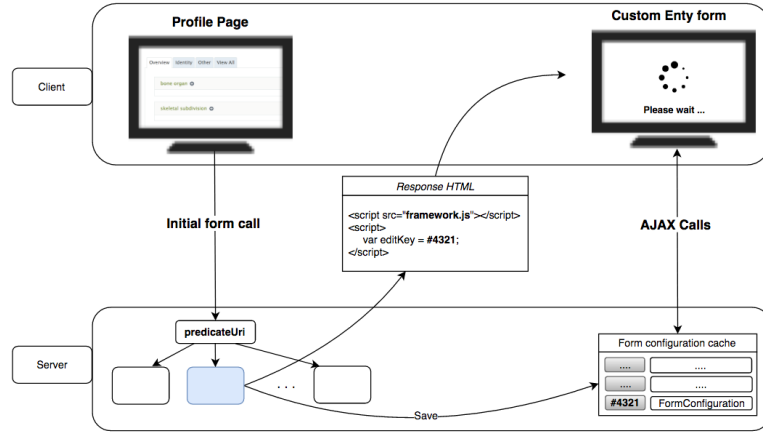 Profile Page
Custom Enty form
Client
Overview Identity Other View All
bone organ
skeletal subdivision
Please wait ...
Response HTML
<script src="framework.js"></script>
<script>
var editKey = #4321;
</script>
Initial form call
AJAX Calls
Server
predicateUri
. . .
Form configuration cache
.... ....
.... ....
#4321 FormConfiguration
Save